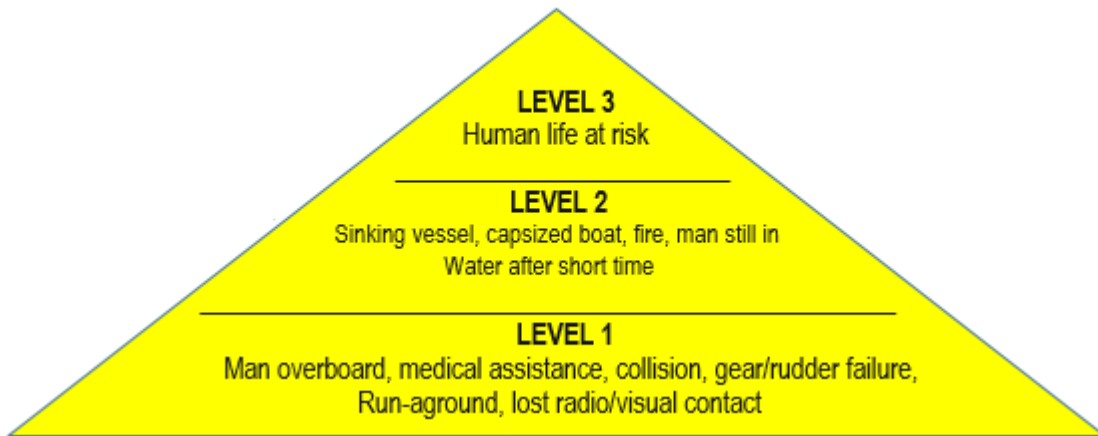 LEVEL 3
Human life at risk
LEVEL 2
Sinking vessel, capsized boat, fire, man still in
Water after short time
LEVEL 1
Man overboard, medical assistance, collision, gear/rudder failure,
Run-aground, lost radio/visual contact